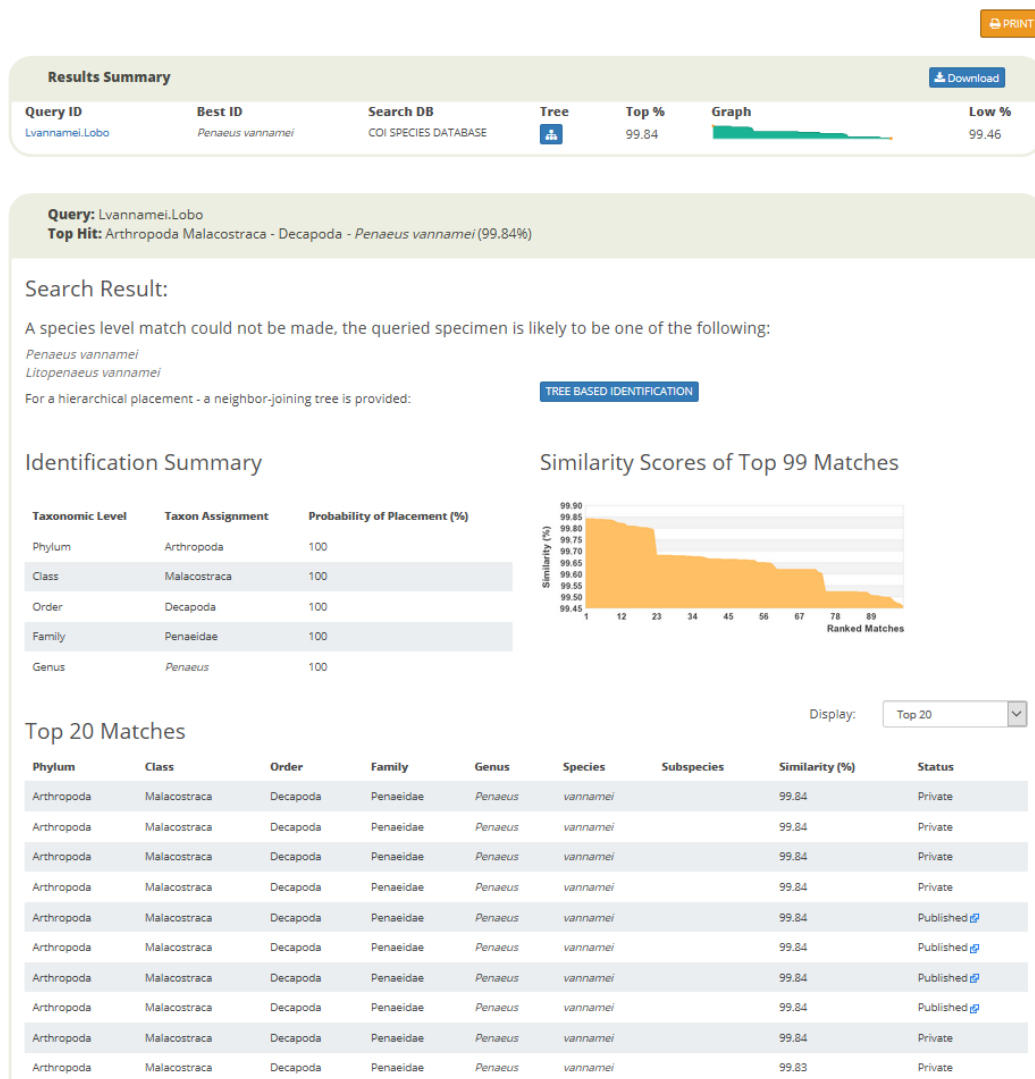 PRINT
Results Summary Download
Query ID Best ID Search DB Tree Top % Graph Low %
Lvannamei.Lobo Penaeus vannamei COI SPECIES DATABASE 99.84 99.46
Query: Lvannamei.Lobo
Top Hit: Arthropoda Malacostraca - Decapoda - Penaeus vannamei (99.84%)
Search Result:
A species level match could not be made, the queried specimen is likely to be one of the following:
Penaeus vannamei
Litopenaeus vannamei
For a hierarchical placement - a neighbor-joining tree is provided: TREE BASED IDENTIFICATION
Identification Summary
Taxonomic Level Taxon Assignment Probability of Placement (%)
Phylum Arthropoda 100
Class Malacostraca 100
Order Decapoda 100
Family Penaeidae 100
Genus Penaeus 100
Similarity Scores of Top 99 Matches
Similarity (%)
99.90
99.85
99.80
99.75
99.70
99.65
99.60
99.55
99.50
99.45
1 12 23 34 45 56 67 78 89
Ranked Matches
Display: Top 20
Top 20 Matches
Phylum Class Order Family Genus Species Subspecies Similarity (%) Status
Arthropoda Malacostraca Decapoda Penaeidae Penaeus vannamei 99.84 Private
Arthropoda Malacostraca Decapoda Penaeidae Penaeus vannamei 99.84 Private
Arthropoda Malacostraca Decapoda Penaeidae Penaeus vannamei 99.84 Private
Arthropoda Malacostraca Decapoda Penaeidae Penaeus vannamei 99.84 Private
Arthropoda Malacostraca Decapoda Penaeidae Penaeus vannamei 99.84 Published
Arthropoda Malacostraca Decapoda Penaeidae Penaeus vannamei 99.84 Published
Arthropoda Malacostraca Decapoda Penaeidae Penaeus vannamei 99.84 Published
Arthropoda Malacostraca Decapoda Penaeidae Penaeus vannamei 99.84 Published
Arthropoda Malacostraca Decapoda Penaeidae Penaeus vannamei 99.84 Private
Arthropoda Malacostraca Decapoda Penaeidae Penaeus vannamei 99.83 Private